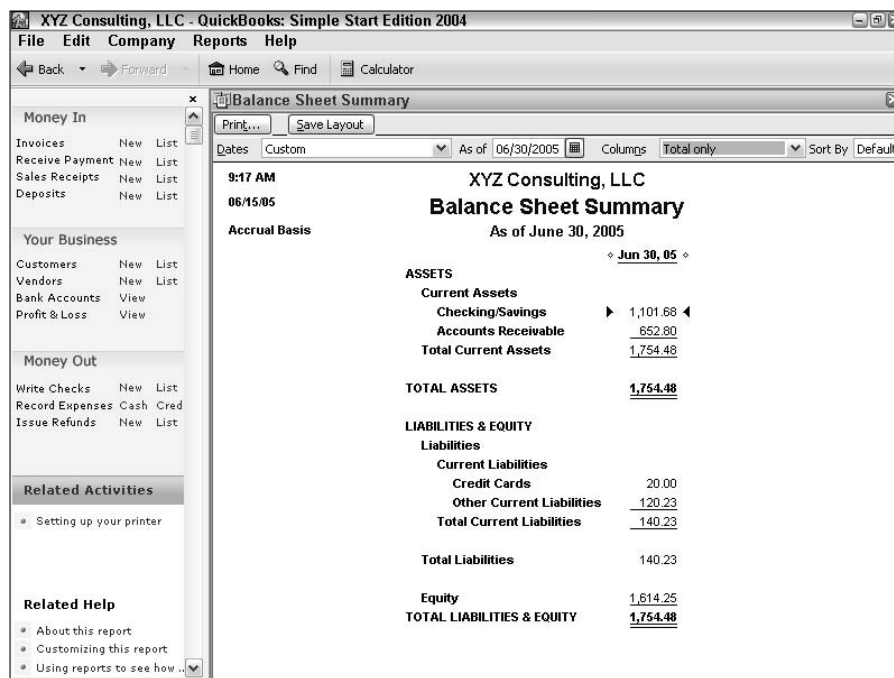 XYZ Consulting, LLC - QuickBooks: Simple Start Edition 2004
File Edit Company Reports Help
Back Forward Home Find Calculator
Money In
Invoices New List
Receive Payment New List
Sales Receipts New List
Deposits New List
Your Business
Customers New List
Vendors New List
Bank Accounts View
Profit & Loss View
Money Out
Write Checks New List
Record Expenses Cash Cred
Issue Refunds New List
Related Activities
Setting up your printer
Related Help
About this report
Customizing this report
Using reports to see how ..
Balance Sheet Summary
Print... Save Layout
Dates Custom As of 06/30/2005 Columns Total only Sort By Default
9:17 AM
06/15/05
Accrual Basis
XYZ Consulting, LLC
Balance Sheet Summary
As of June 30, 2005
Jun 30, 05
ASSETS
Current Assets
Checking/Savings 1,101.68
Accounts Receivable 652.80
Total Current Assets 1,754.48
TOTAL ASSETS 1,754.48
LIABILITIES & EQUITY
Liabilities
Current Liabilities
Credit Cards 20.00
Other Current Liabilities 120.23
Total Current Liabilities 140.23
Total Liabilities 140.23
Equity 1,614.25
TOTAL LIABILITIES & EQUITY 1,754.48